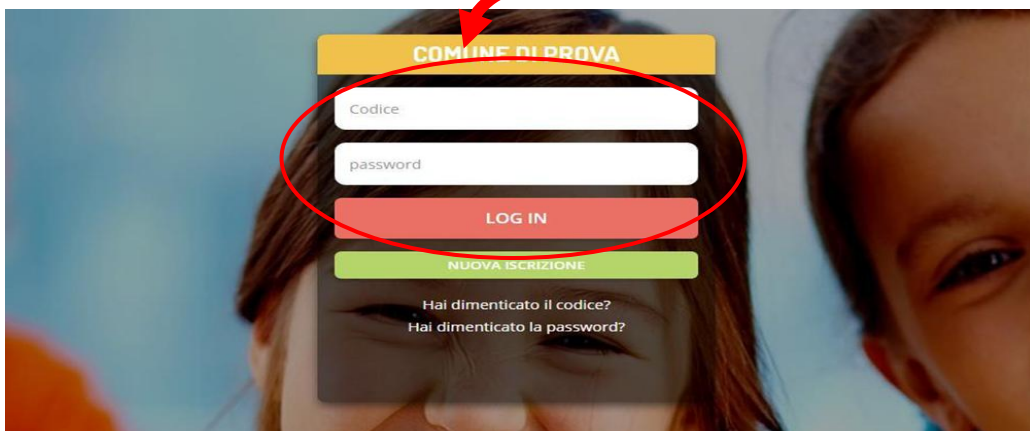 COMUNE DI PROVA
Codice
password
LOG IN
NUOVA ISCRIZIONE
Hai dimenticato il codice?
Hai dimenticato la password?